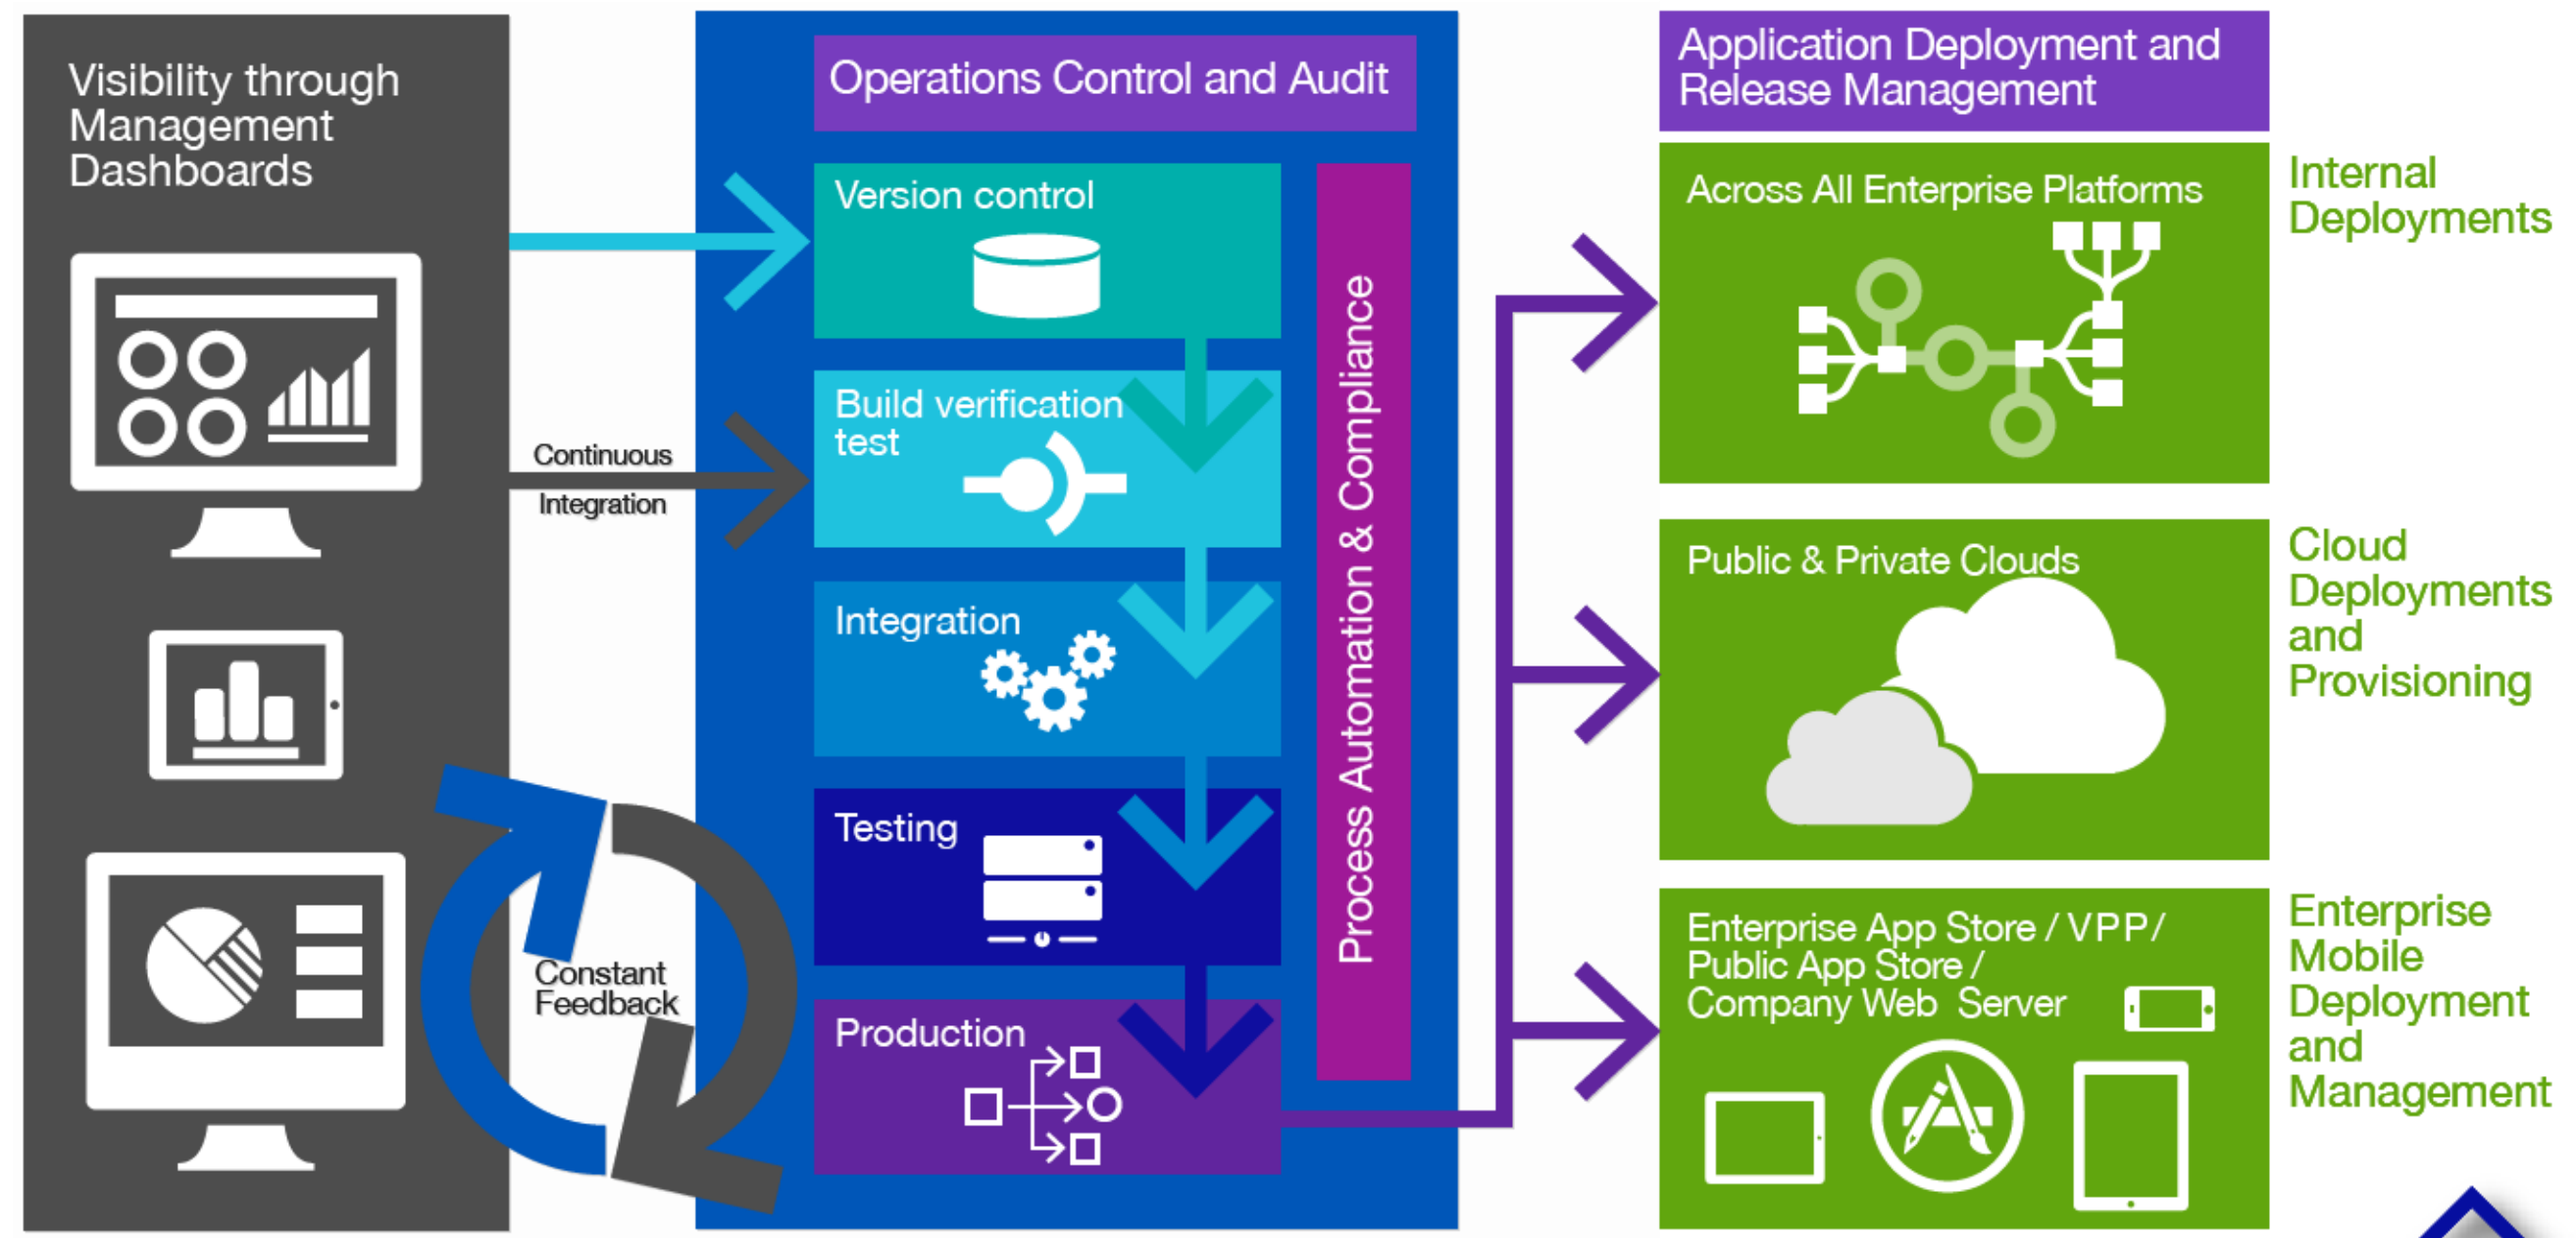 Visibility through
Management
Dashboards
Continuous
Integration
Constant
Feedback
Operations Control and Audit
Version control
Build verification
test
Integration
Testing
Production
Process Automation & Compliance
Application Deployment and
Release Management
Across All Enterprise Platforms
Internal
Deployments
Public & Private Clouds
Cloud
Deployments
and
Provisioning
Enterprise App Store / VPP/
Public App Store /
Company Web Server
Enterprise
Mobile
Deployment
and
Management